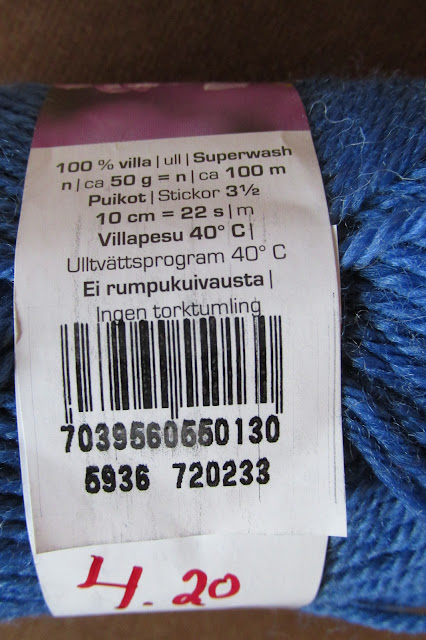 100 % villa | ull | Superwash
n | ca 50 g = n | ca 100 m
Puikot | Stickor 3½
10 cm = 22 s | m
Villapesu 40° C |
Ulltvättsprogram 40° C
Ei rumpukuivausta |
Ingen torktumling
7039560550130
5936 720233
4.20